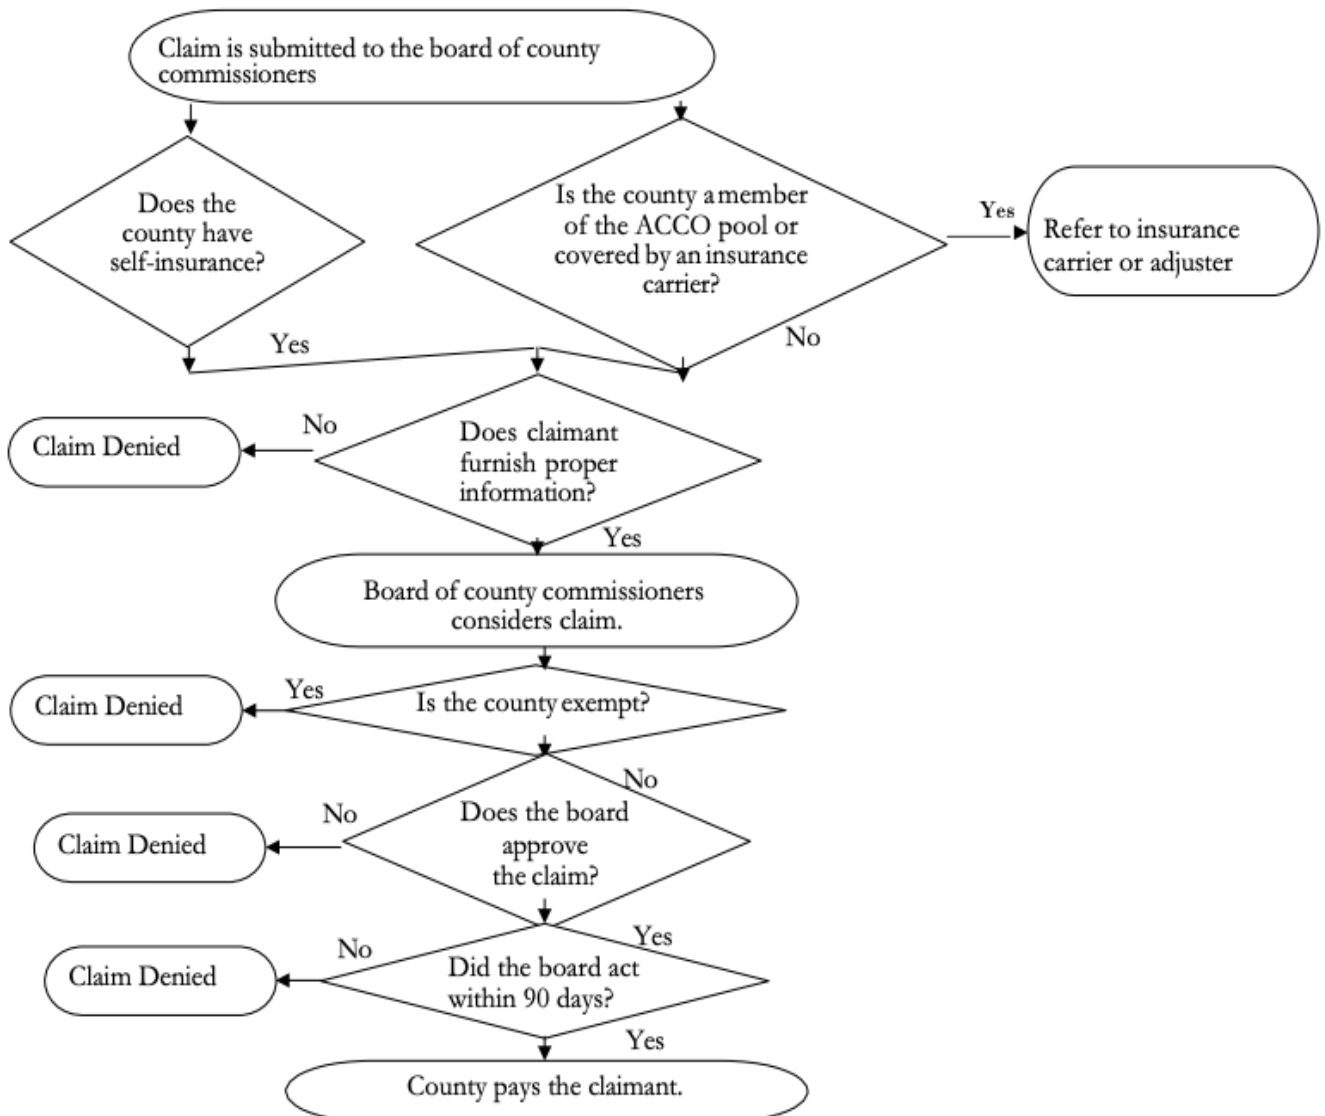 Claim is submitted to the board of county
commissioners
Does the
county have
self-insurance?
Is the county a member
of the ACCO pool or
covered by an insurance
carrier?
Yes
Refer to insurance
carrier or adjuster
No
Yes
No
Claim Denied
Does claimant
furnish proper
information?
Yes
Board of county commissioners
considers claim.
Yes
Claim Denied
Is the county exempt?
No
No
Claim Denied
Does the board
approve
the claim?
Yes
No
Claim Denied
Did the board act
within 90 days?
Yes
County pays the claimant.